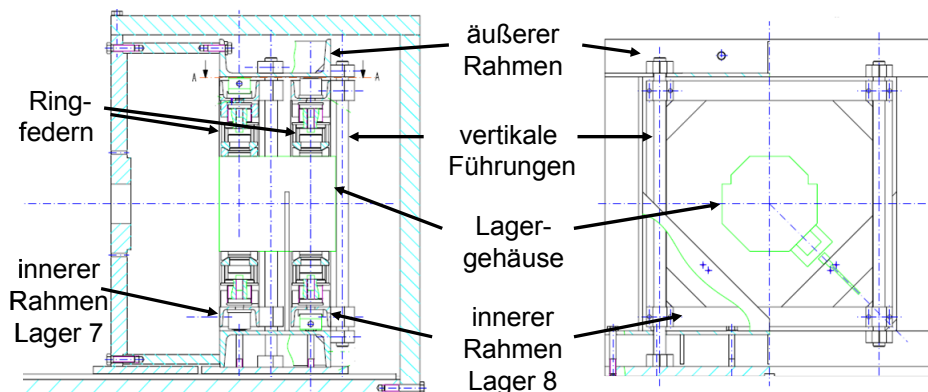 äußerer
Rahmen
A
A
Ring-
federn
vertikale
Führungen
Lager-
gehäuse
innerer
Rahmen
Lager 7
innerer
Rahmen
Lager 8